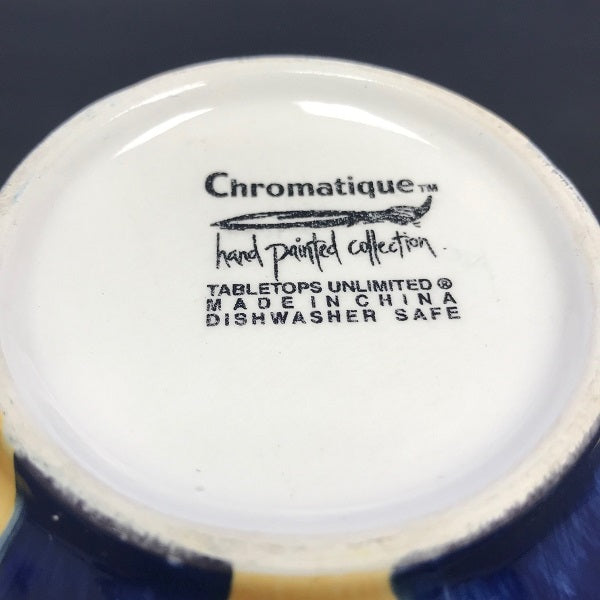 Chromatique™
hand painted collection.
TABLETOPS UNLIMITED®
MADE IN CHINA
DISHWASHER SAFE